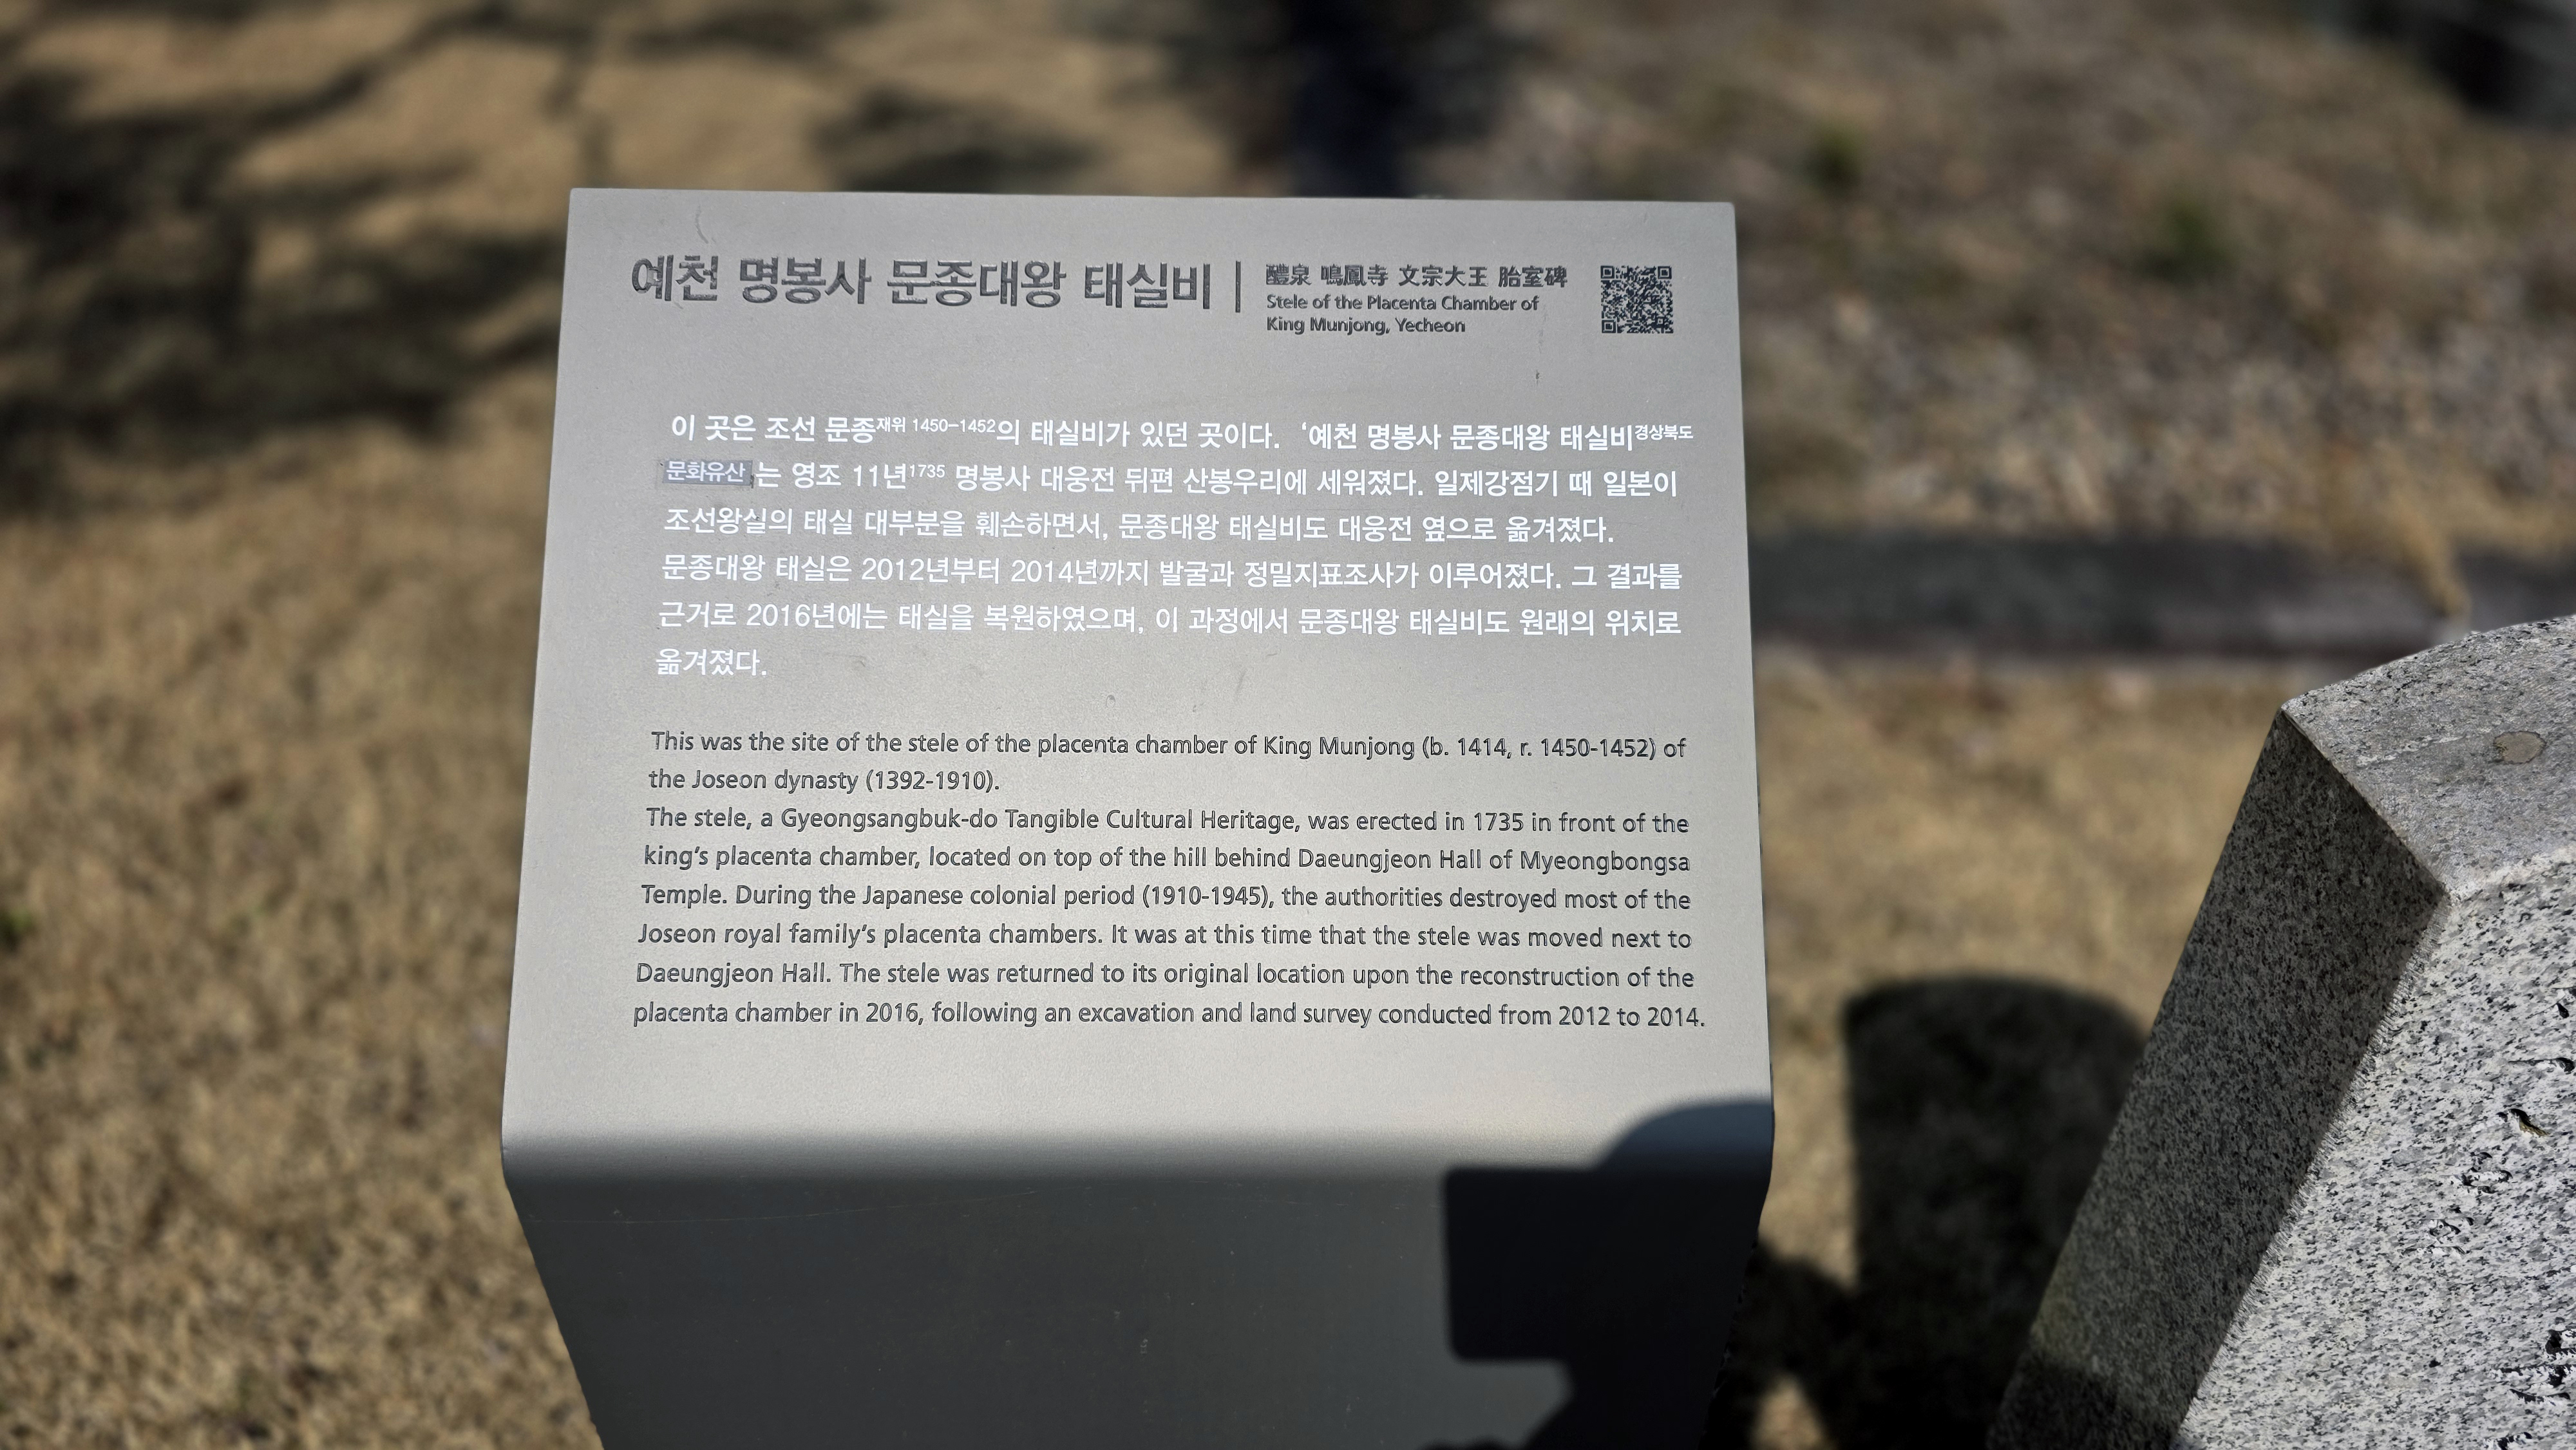 예천 명봉사 문종대왕 태실비
醴泉 鳴鳳寺 文宗大王 胎室碑
Stele of the Placenta Chamber of
King Munjong, Yecheon
이 곳은 조선 문종재위 1450-1452의 태실비가 있던 곳이다. ‘예천 명봉사 문종대왕 태실비경상북도
문화유산는 영조 11년1735 명봉사 대웅전 뒤편 산봉우리에 세워졌다. 일제강점기 때 일본이
조선왕실의 태실 대부분을 훼손하면서, 문종대왕 태실비도 대웅전 옆으로 옮겨졌다.
문종대왕 태실은 2012년부터 2014년까지 발굴과 정밀지표조사가 이루어졌다. 그 결과를
근거로 2016년에는 태실을 복원하였으며, 이 과정에서 문종대왕 태실비도 원래의 위치로
옮겨졌다.
This was the site of the stele of the placenta chamber of King Munjong (b. 1414, r. 1450-1452) of
the Joseon dynasty (1392-1910).
The stele, a Gyeongsangbuk-do Tangible Cultural Heritage, was erected in 1735 in front of the
king’s placenta chamber, located on top of the hill behind Daeungjeon Hall of Myeongbongsa
Temple. During the Japanese colonial period (1910-1945), the authorities destroyed most of the
Joseon royal family’s placenta chambers. It was at this time that the stele was moved next to
Daeungjeon Hall. The stele was returned to its original location upon the reconstruction of the
placenta chamber in 2016, following an excavation and land survey conducted from 2012 to 2014.